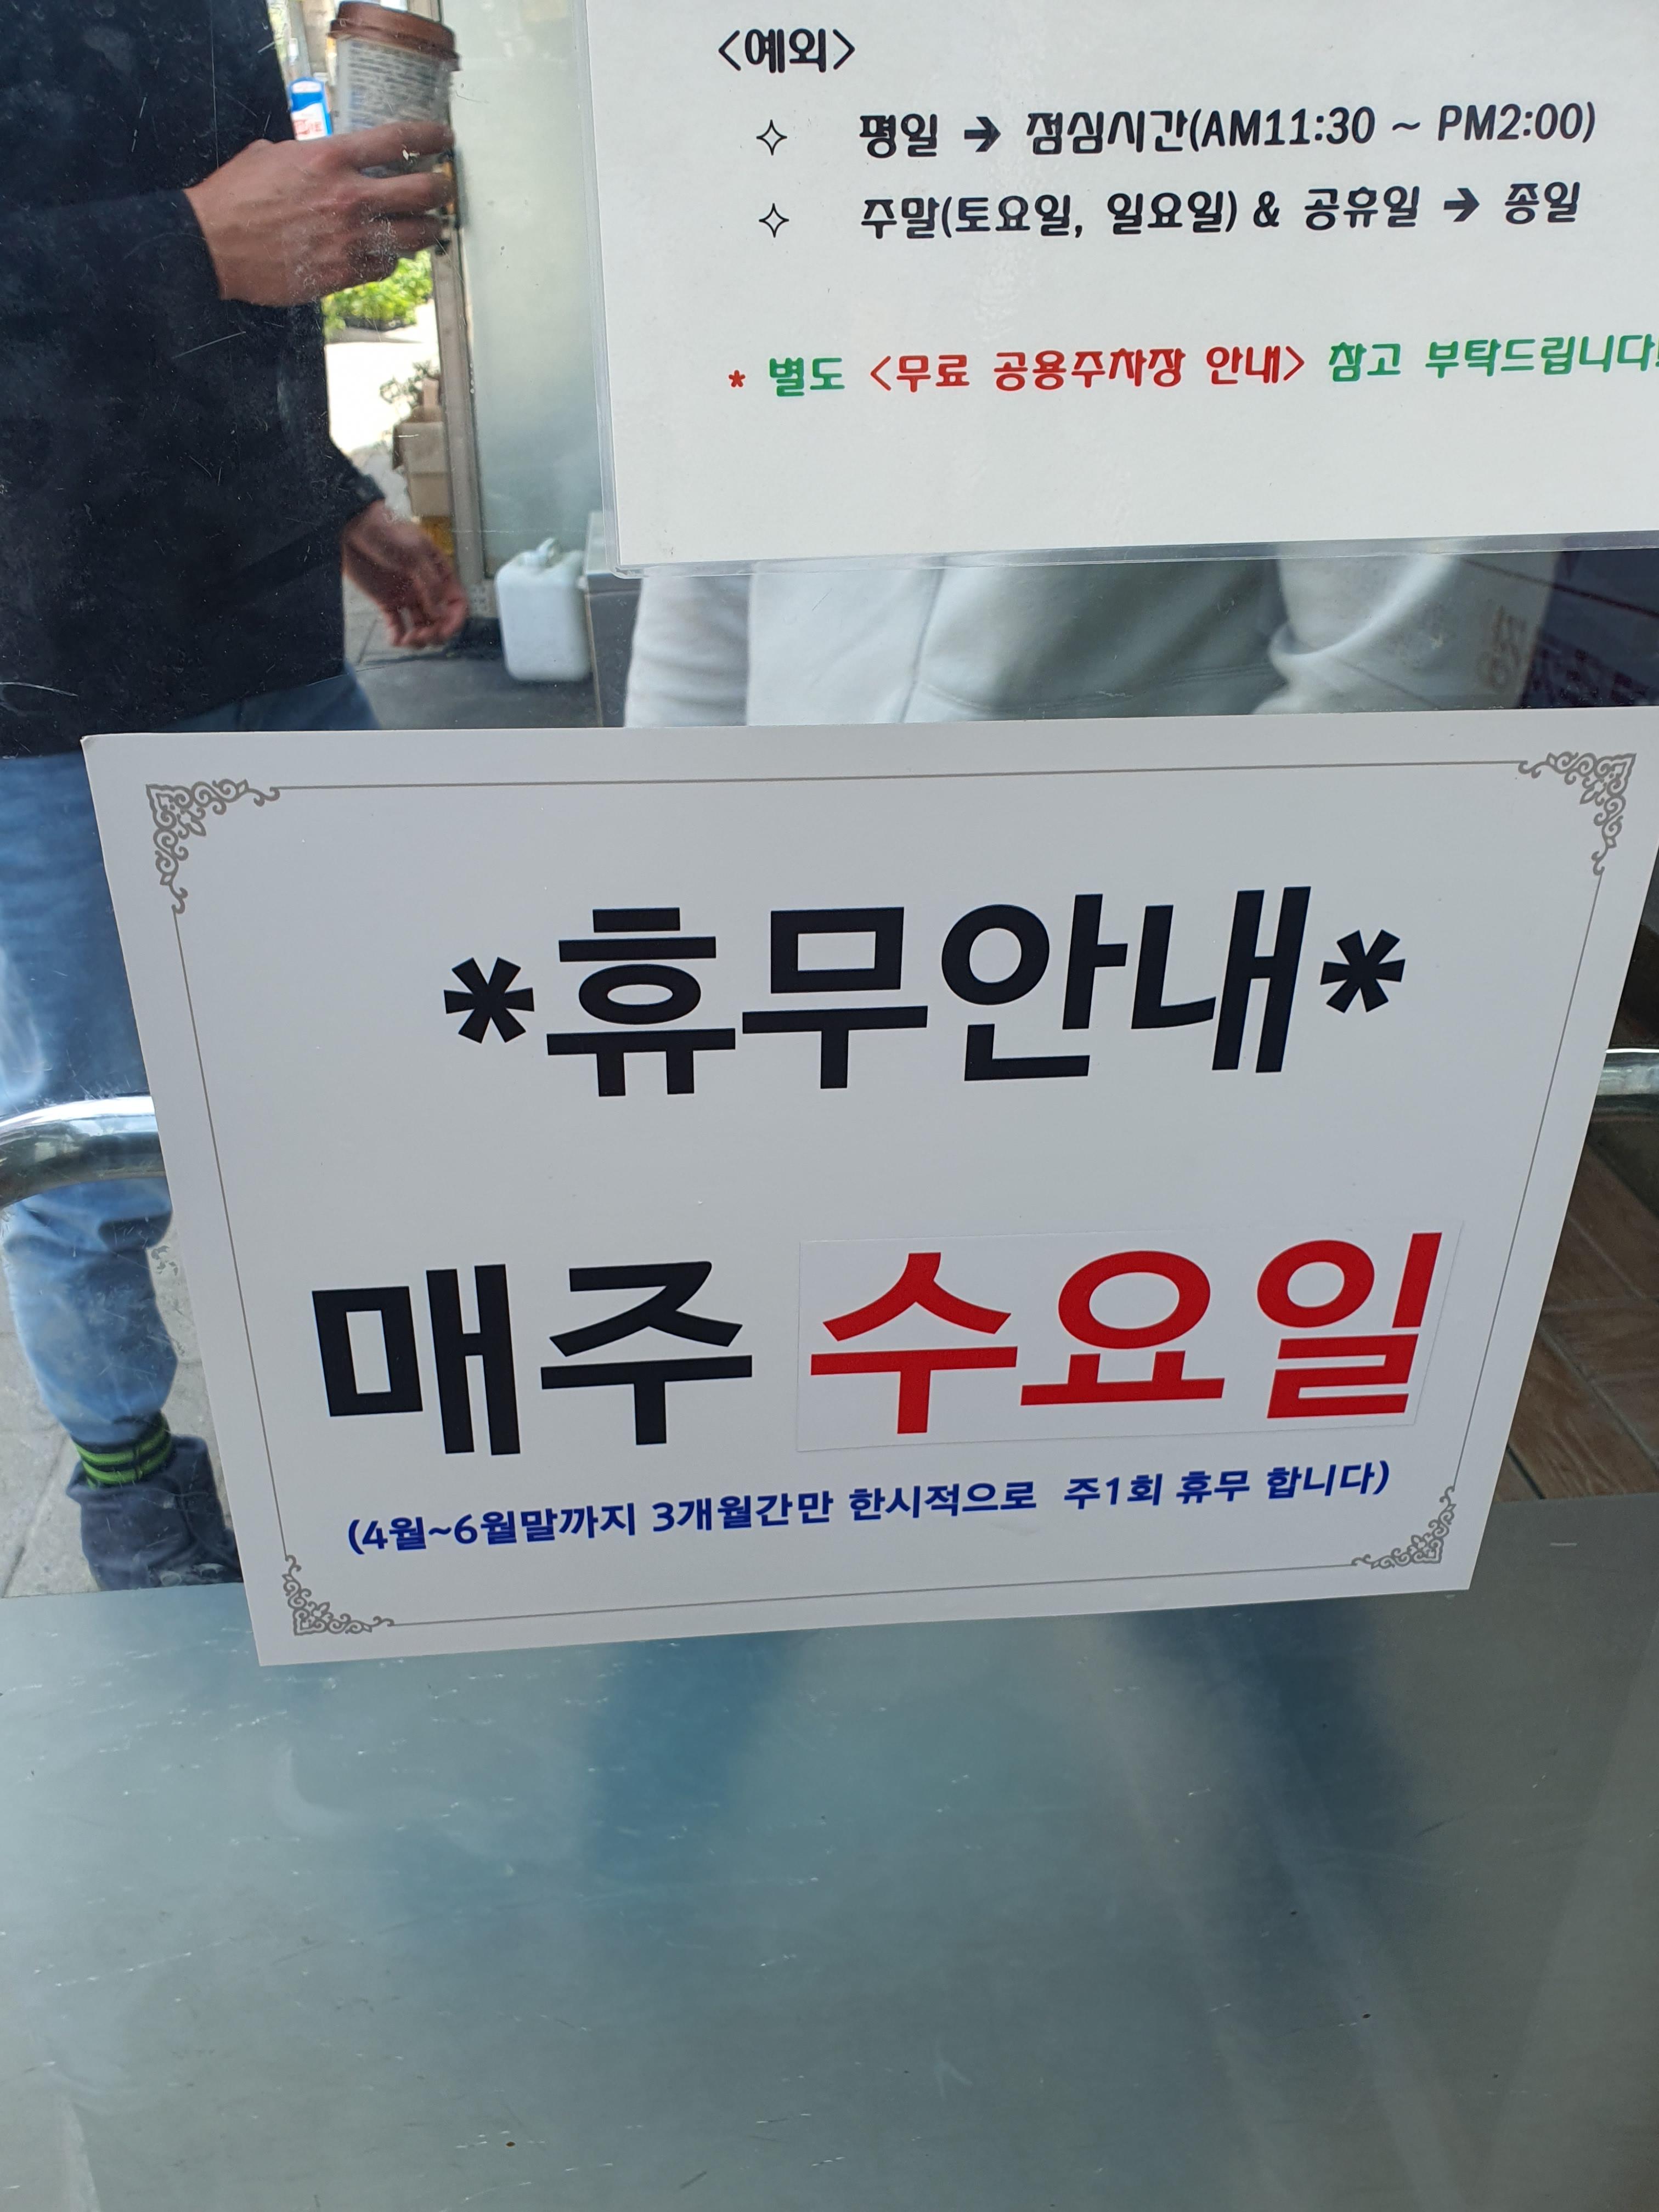 <예외>
✧ 평일 → 점심시간(AM11:30 ~ PM2:00)
✧ 주말(토요일, 일요일) & 공휴일 → 종일
* 별도 <무료 공용주차장 안내> 참고 부탁드립니다!
*휴무안내*
매주 수요일
(4월~6월말까지 3개월간만 한시적으로 주1회 휴무 합니다)